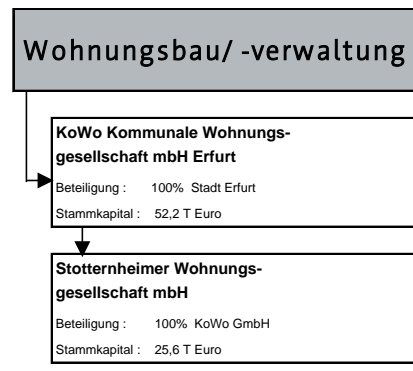 Wohnungsbau/ -verwaltung
KoWo Kommunale Wohnungs-
gesellschaft mbH Erfurt
Beteiligung : 100% Stadt Erfurt
Stammkapital : 52,2 T Euro
Stotternheimer Wohnungs-
gesellschaft mbH
Beteiligung : 100% KoWo GmbH
Stammkapital : 25,6 T Euro